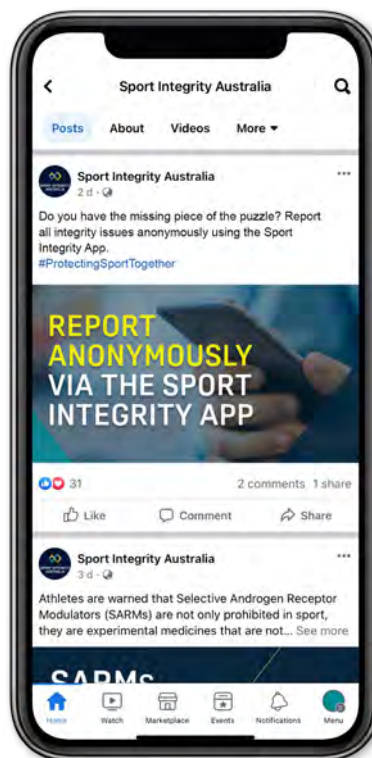 Sport Integrity Australia
Posts About Videos More
Sport Integrity Australia
2 d
Do you have the missing piece of the puzzle? Report
all integrity issues anonymously using the Sport
Integrity App.
#ProtectingSportTogether
REPORT
ANONYMOUSLY
VIA THE SPORT
INTEGRITY APP
31 2 comments 1 share
Like Comment Share
Sport Integrity Australia
3 d
Athletes are warned that Selective Androgen Receptor
Modulators (SARMs) are not only prohibited in sport,
they are experimental medicines that are not... See more
SARMs
Home Watch Marketplace Events Notifications Menu